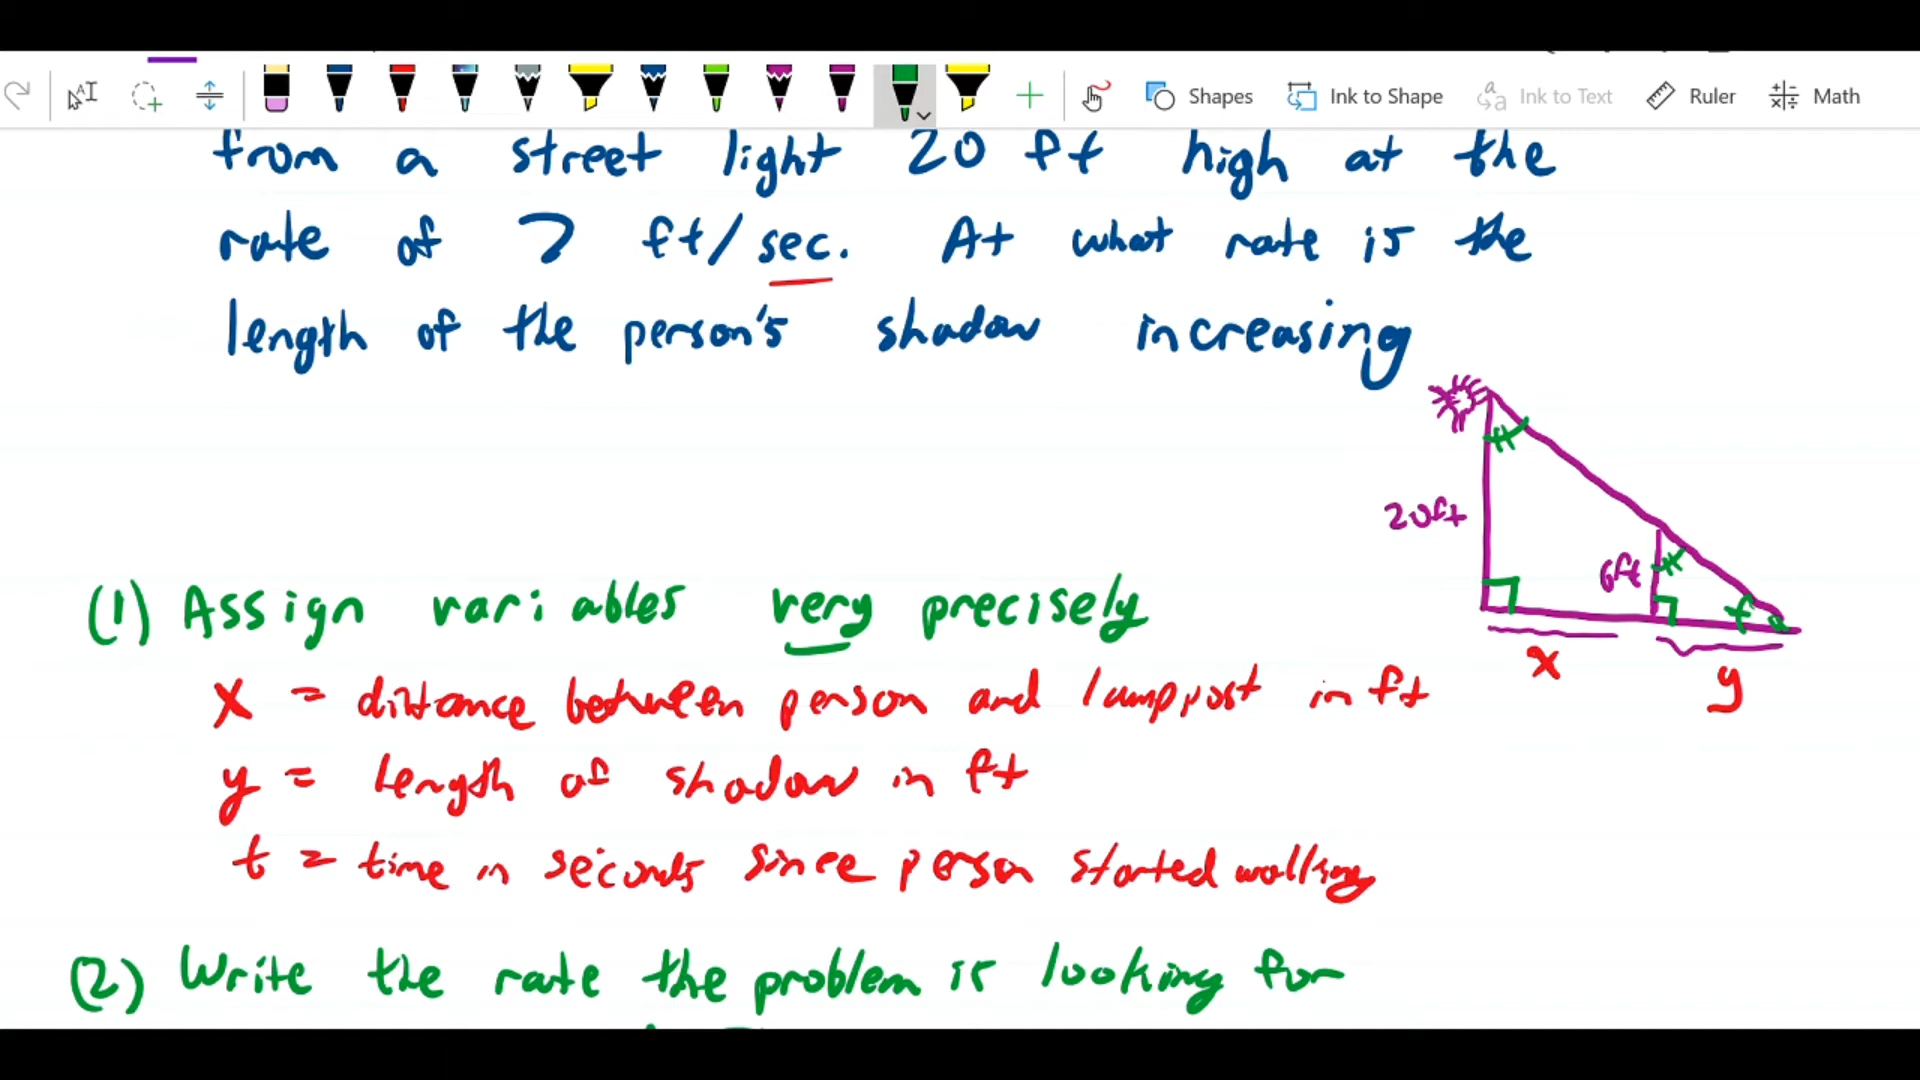 Shapes Ink to Shape Ink to Text Ruler Math
from a street light 20 ft high at the
rate of 7 ft/sec. At what rate is the
length of the person's shadow increasing
20ft
6ft
x
y
(1) Assign variables very precisely
x = distance between person and lamppost in ft
y = length of shadow in ft
t = time in seconds since person started walking
(2) Write the rate the problem is looking for